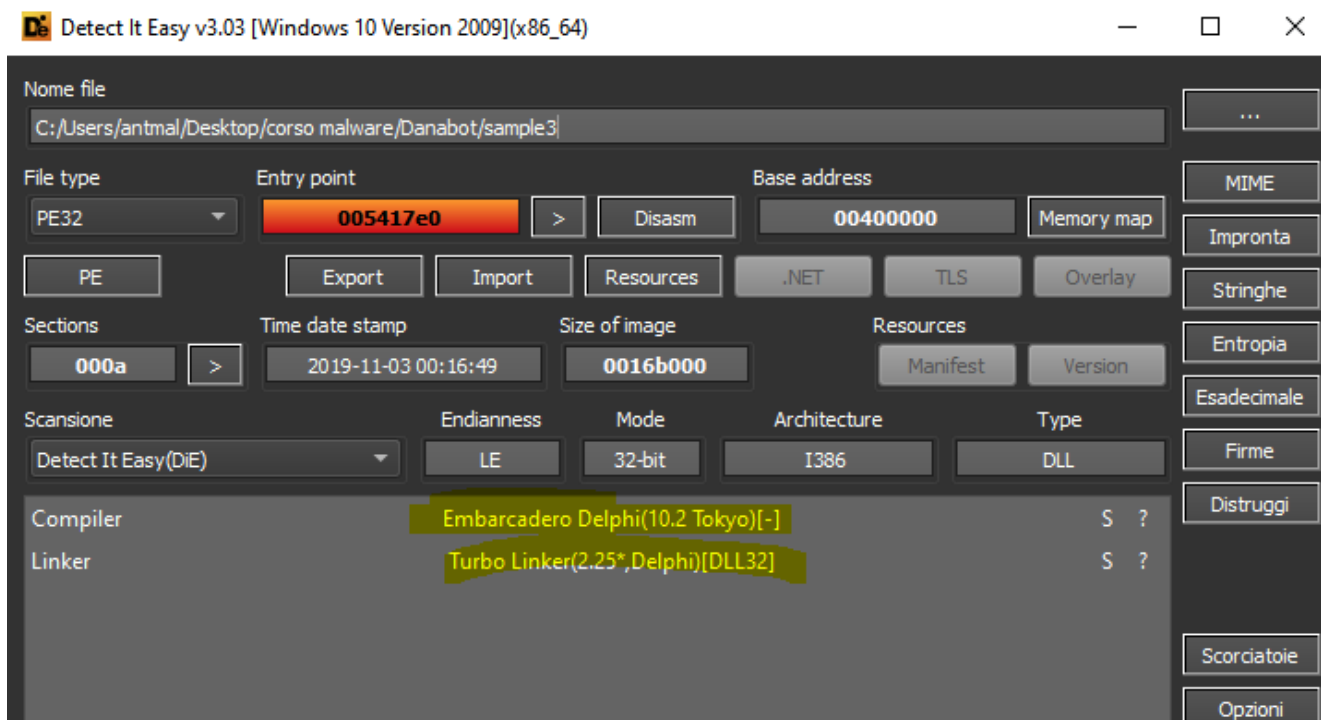 Detect It Easy v3.03 [Windows 10 Version 2009](x86_64)
Nome file
C:/Users/antmal/Desktop/corso malware/Danabot/sample3
...
File type Entry point Base address
MIME
PE32 005417e0 > Disasm 00400000 Memory map
Impronta
PE Export Import Resources .NET TLS Overlay
Stringhe
Sections Time date stamp Size of image Resources
Entropia
000a > 2019-11-03 00:16:49 0016b000 Manifest Version
Esadecimale
Scansione Endianness Mode Architecture Type
Firme
Detect It Easy(DiE) LE 32-bit I386 DLL
Distruggi
Compiler Embarcadero Delphi(10.2 Tokyo)[-] S ?
Linker Turbo Linker(2.25*,Delphi)[DLL32] S ?
Scorciatoie
Opzioni